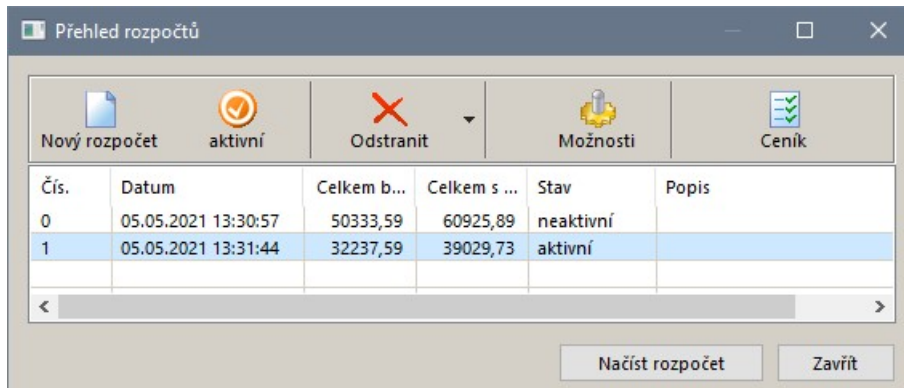 Přehled rozpočtů
Nový rozpočet aktivní Odstranit Možnosti Ceník
Čís. Datum Celkem b... Celkem s ... Stav Popis
0 05.05.2021 13:30:57 50333,59 60925,89 neaktivní
1 05.05.2021 13:31:44 32237,59 39029,73 aktivní
Načíst rozpočet Zavřít